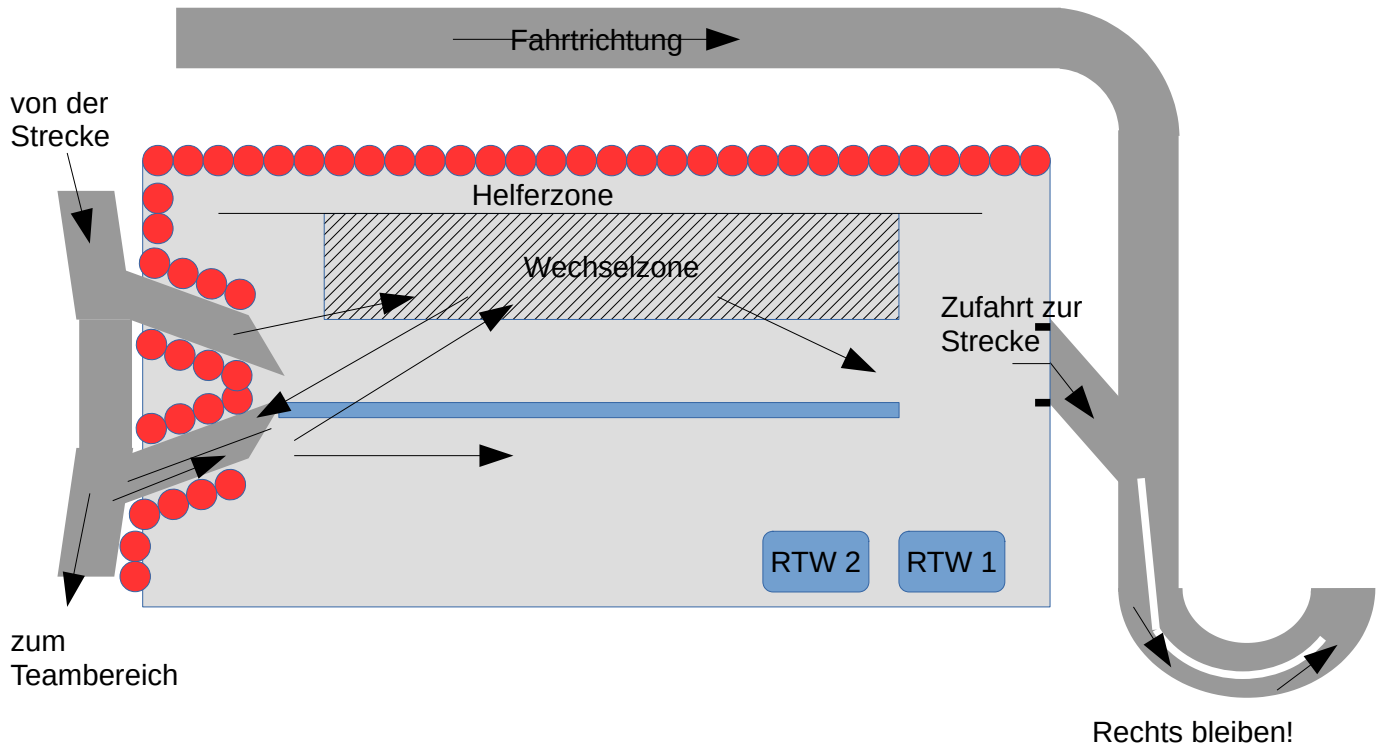 Fahrtrichtung
von der
Strecke
Helferzone
Wechselzone
Zufahrt zur
Strecke
RTW 2
RTW 1
zum
Teambereich
Rechts bleiben!